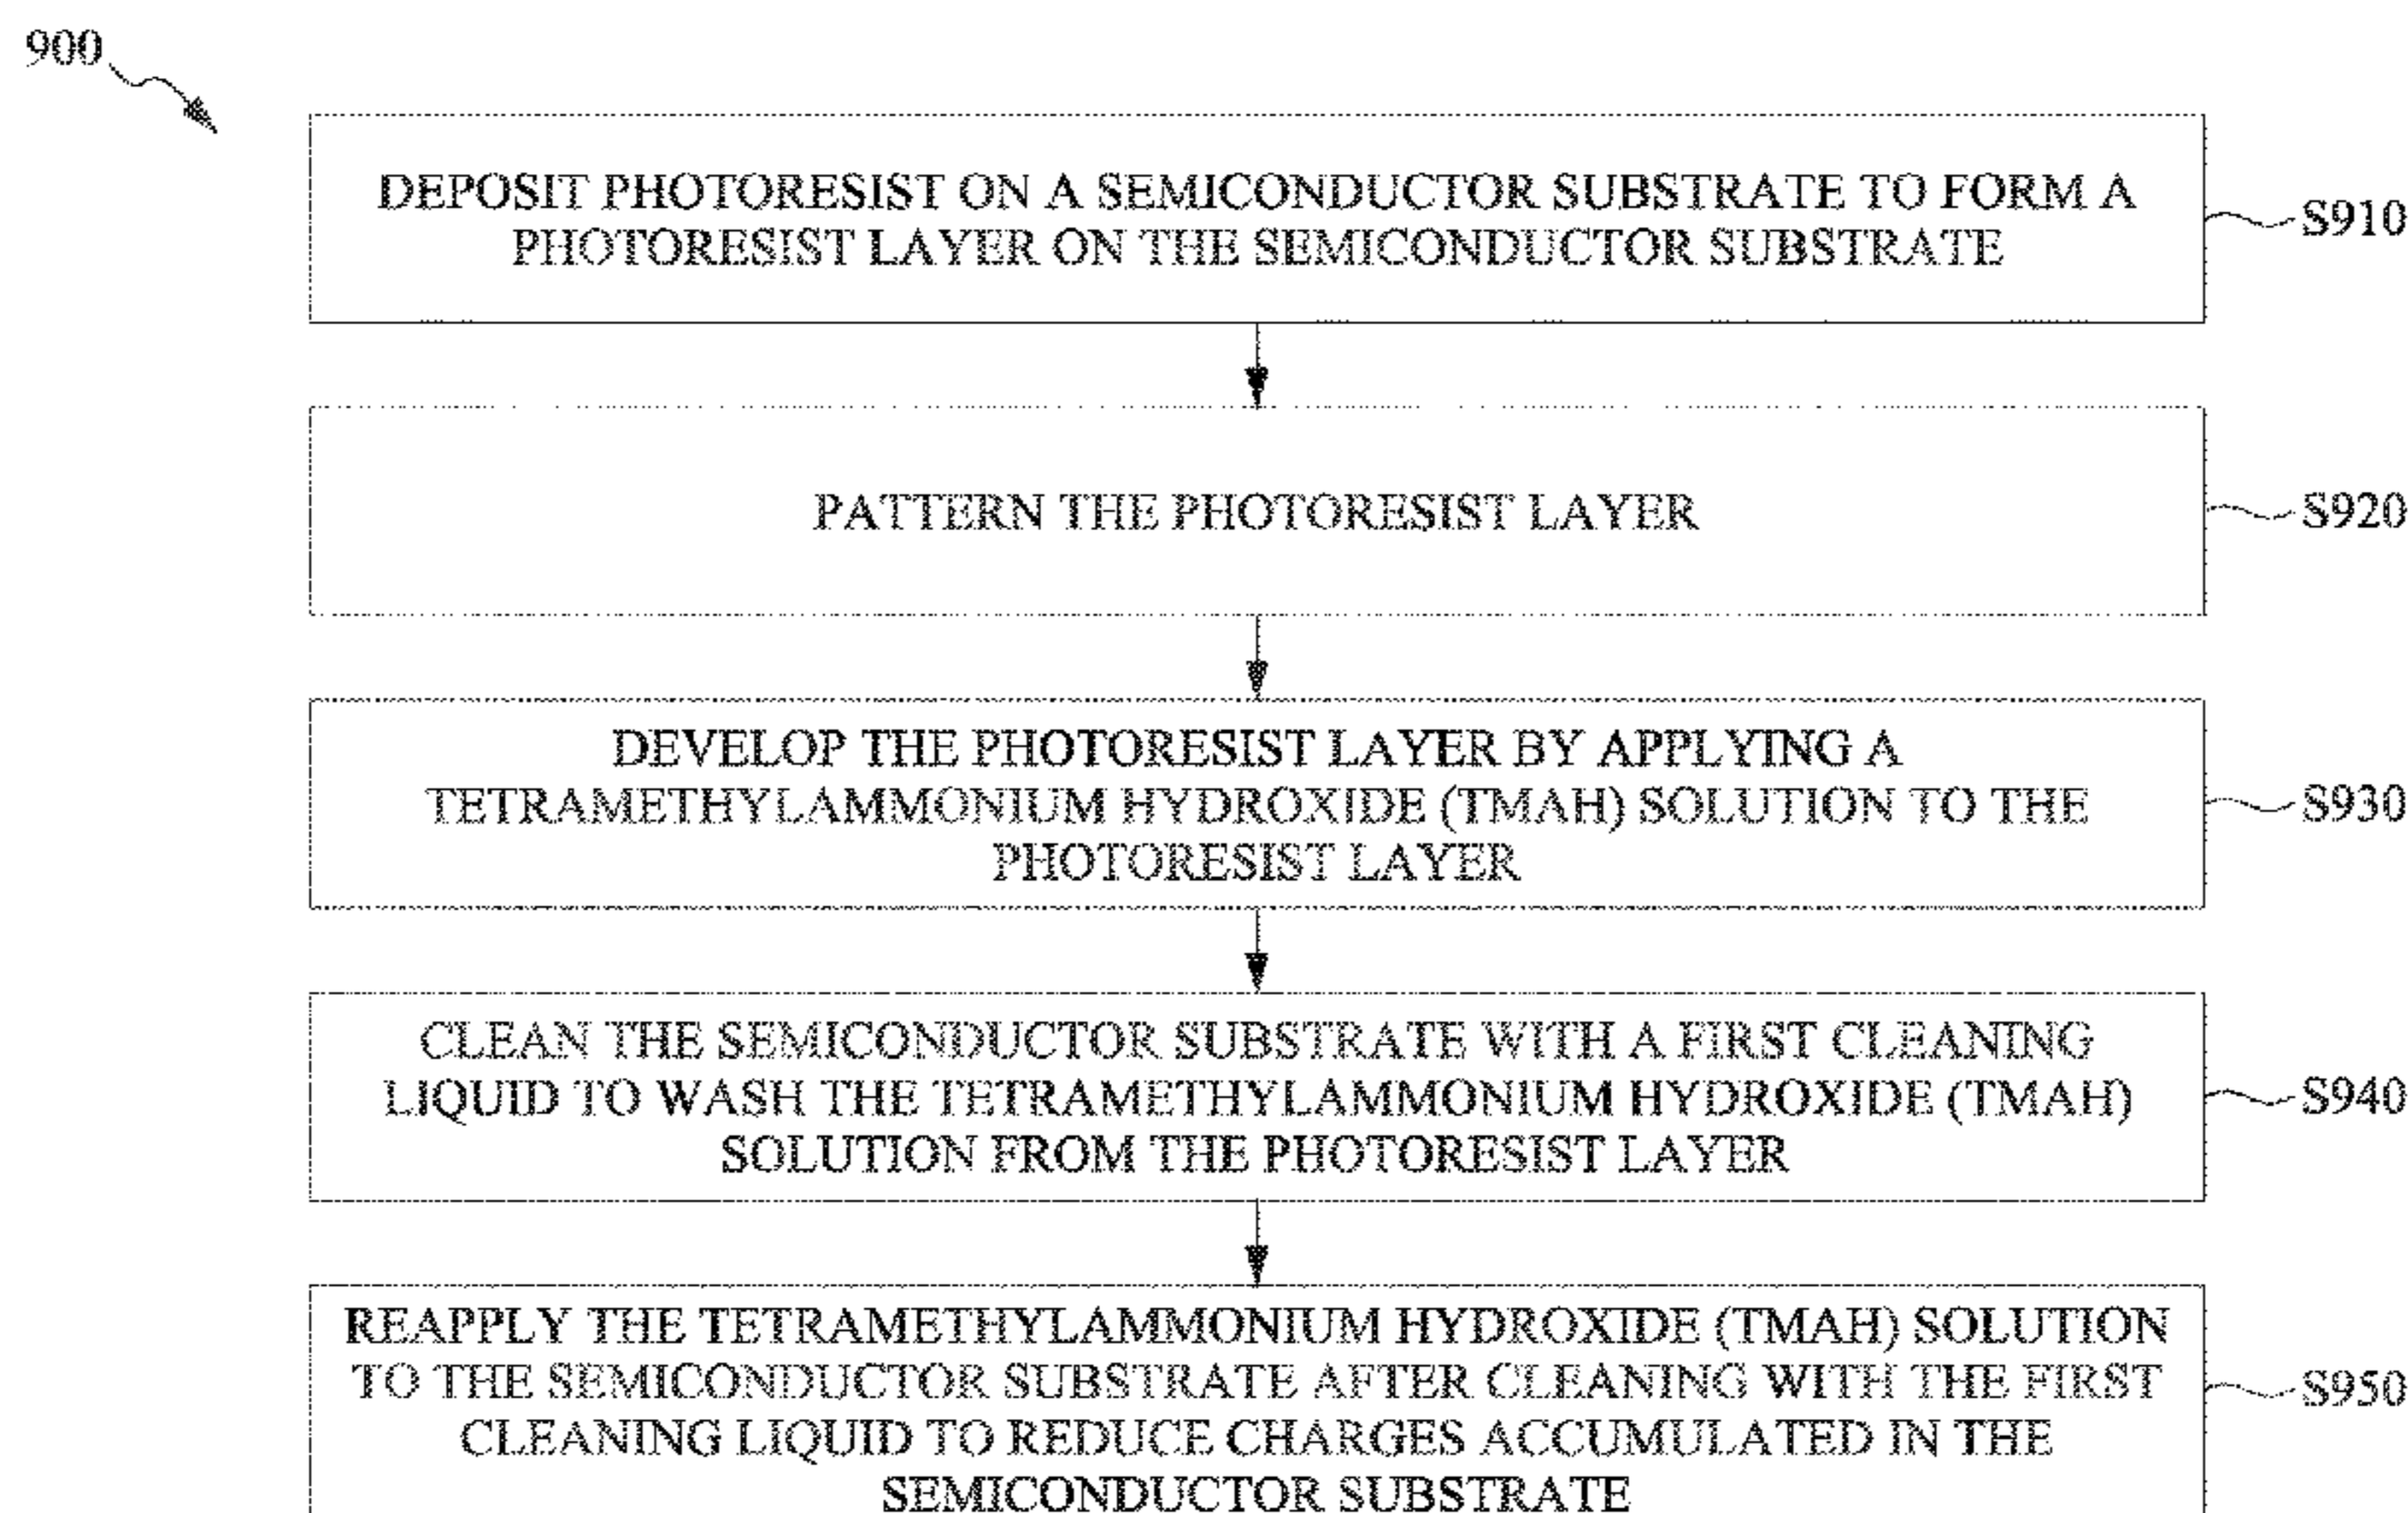 900
DEPOSIT PHOTORESIST ON A SEMICONDUCTOR SUBSTRATE TO FORM A
PHOTORESIST LAYER ON THE SEMICONDUCTOR SUBSTRATE
S910
PATTERN THE PHOTORESIST LAYER
S920
DEVELOP THE PHOTORESIST LAYER BY APPLYING A
TETRAMETHYLAMMONIUM HYDROXIDE (TMAH) SOLUTION TO THE
PHOTORESIST LAYER
S930
CLEAN THE SEMICONDUCTOR SUBSTRATE WITH A FIRST CLEANING
LIQUID TO WASH THE TETRAMETHYLAMMONIUM HYDROXIDE (TMAH)
SOLUTION FROM THE PHOTORESIST LAYER
S940
REAPPLY THE TETRAMETHYLAMMONIUM HYDROXIDE (TMAH) SOLUTION
TO THE SEMICONDUCTOR SUBSTRATE AFTER CLEANING WITH THE FIRST
CLEANING LIQUID TO REDUCE CHARGES ACCUMULATED IN THE
SEMICONDUCTOR SUBSTRATE
S950